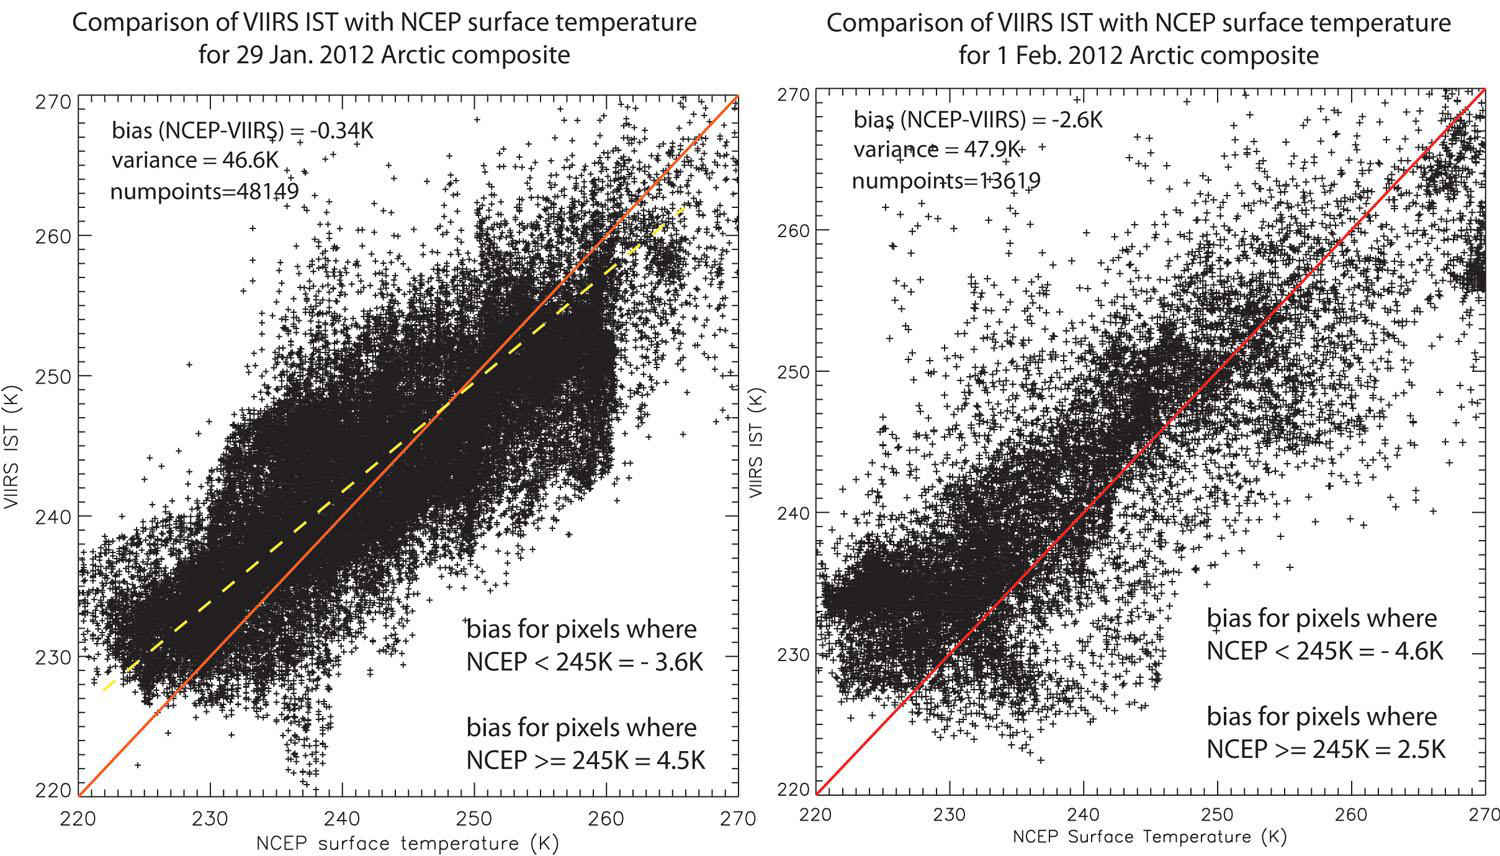 Comparison of VIIRS IST with NCEP surface temperature
for 29 Jan. 2012 Arctic composite
270
260
250
240
230
220
VIIRS IST (K)
bias (NCEP-VIIRS) = -0.34K
variance = 46.6K
numpoints=48149
bias for pixels where
NCEP < 245K = - 3.6K
bias for pixels where
NCEP >= 245K = 4.5K
220 230 240 250 260 270
NCEP surface temperature (K)
Comparison of VIIRS IST with NCEP surface temperature
for 1 Feb. 2012 Arctic composite
270
260
250
240
230
220
VIIRS IST (K)
bias (NCEP-VIIRS) = -2.6K
variance = 47.9K
numpoints=13619
bias for pixels where
NCEP < 245K = - 4.6K
bias for pixels where
NCEP >= 245K = 2.5K
220 230 240 250 260 270
NCEP Surface Temperature (K)